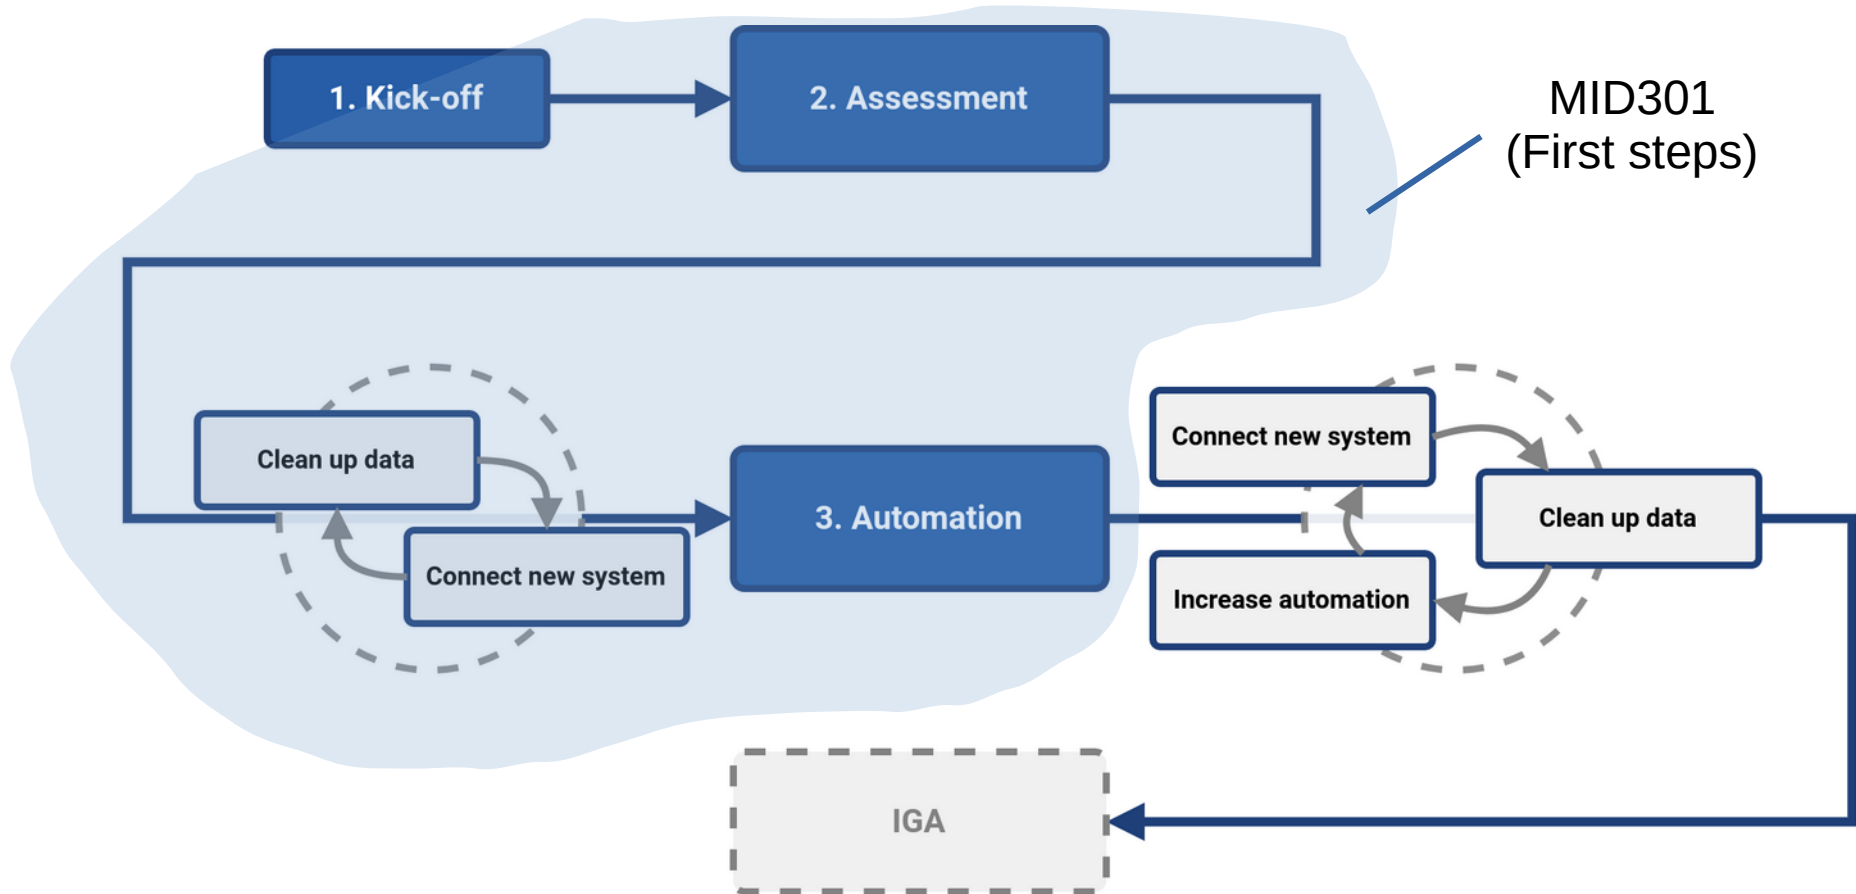 1. Kick-off
2. Assessment
MID301
(First steps)
Clean up data
Connect new system
3. Automation
Connect new system
Clean up data
Increase automation
IGA